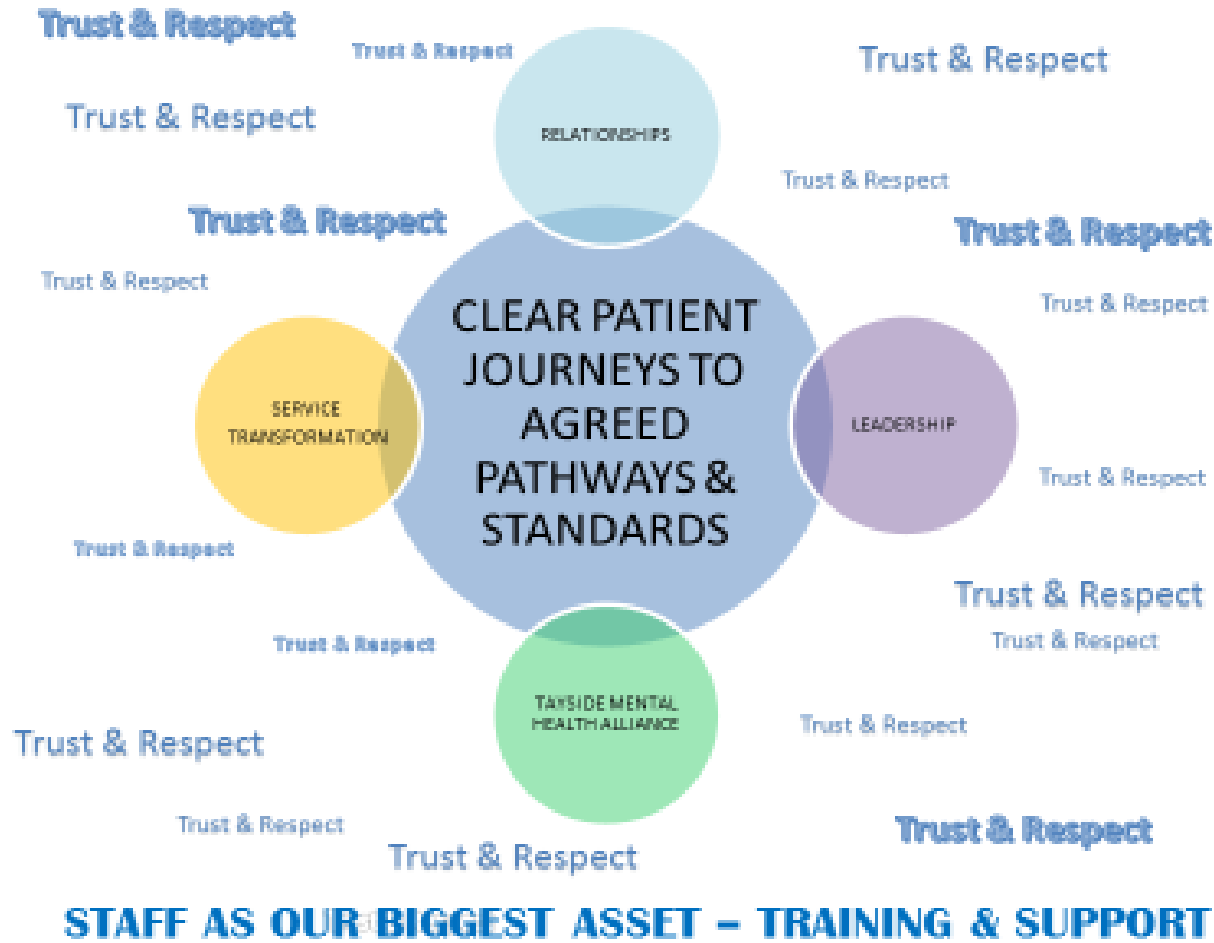 Trust & Respect
Trust & Respect
Trust & Respect
Trust & Respect
RELATIONSHIPS
Trust & Respect
Trust & Respect
Trust & Respect
Trust & Respect
Trust & Respect
CLEAR PATIENT
JOURNEYS TO
AGREED
PATHWAYS &
STANDARDS
SERVICE
TRANSFORMATION
LEADERSHIP
Trust & Respect
Trust & Respect
Trust & Respect
Trust & Respect
Trust & Respect
TAYSIDE MENTAL
HEALTH ALLIANCE
Trust & Respect
Trust & Respect
Trust & Respect
Trust & Respect
Trust & Respect
STAFF AS OUR BIGGEST ASSET – TRAINING & SUPPORT